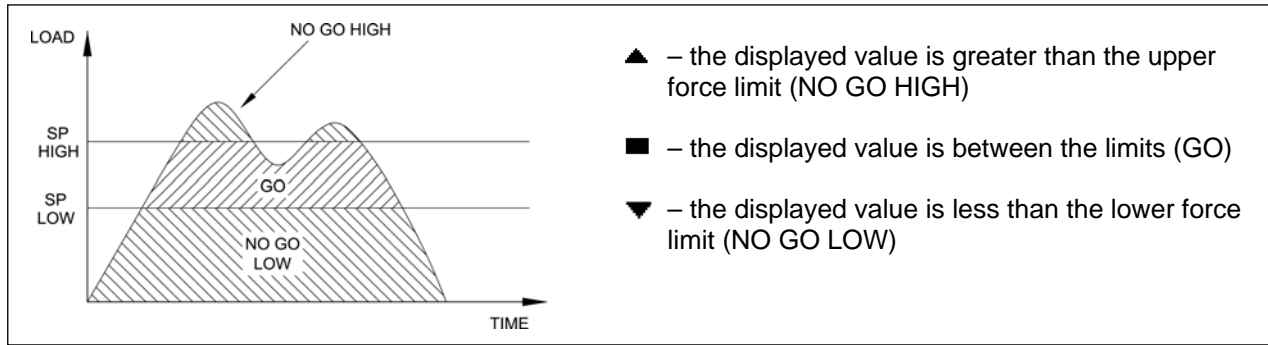 LOAD
NO GO HIGH
SP
HIGH
SP
LOW
GO
NO GO
LOW
TIME
▲ – the displayed value is greater than the upper
force limit (NO GO HIGH)
■ – the displayed value is between the limits (GO)
▼ – the displayed value is less than the lower force
limit (NO GO LOW)